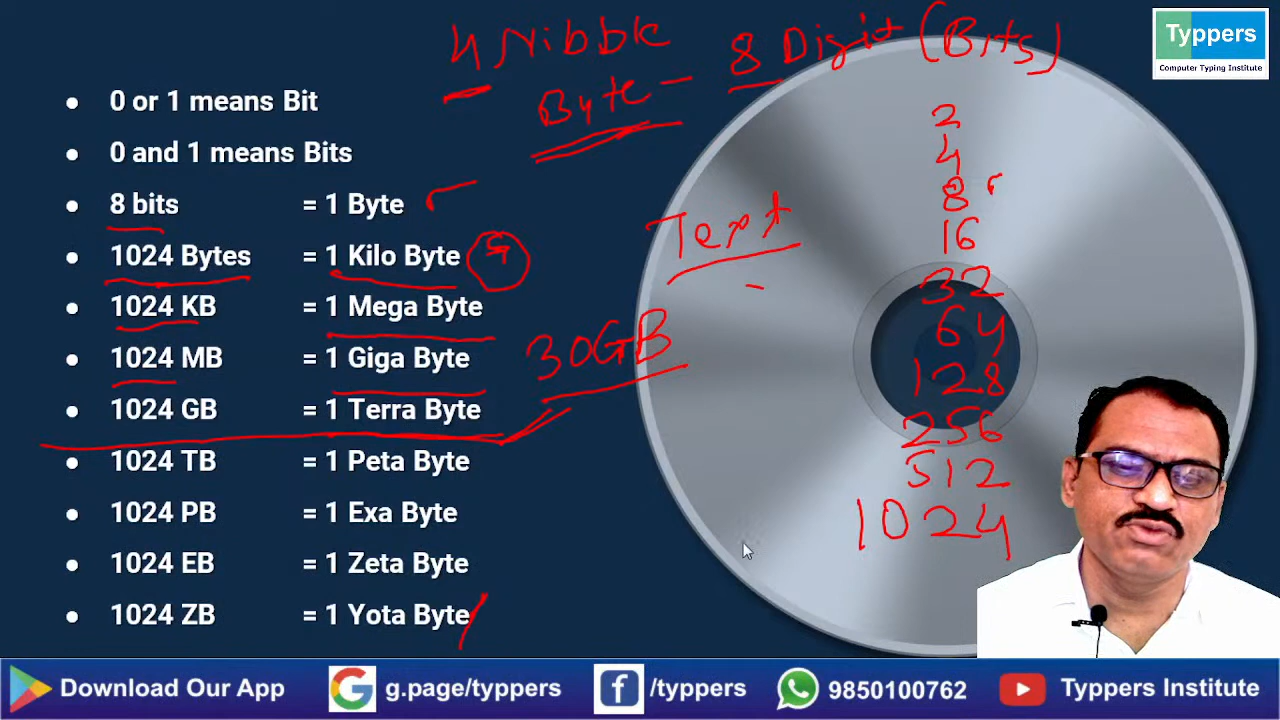 4 Nibble
Byte - 8 Digit (Bits)
Typpers
Computer Typing Institute
0 or 1 means Bit
0 and 1 means Bits
8 bits = 1 Byte
1024 Bytes = 1 Kilo Byte
1024 KB = 1 Mega Byte
1024 MB = 1 Giga Byte
1024 GB = 1 Terra Byte
1024 TB = 1 Peta Byte
1024 PB = 1 Exa Byte
1024 EB = 1 Zeta Byte
1024 ZB = 1 Yota Byte
Text
30GB
2
4
8
16
32
64
128
256
512
1024
Download Our App
g.page/typpers
/typpers
9850100762
Typpers Institute